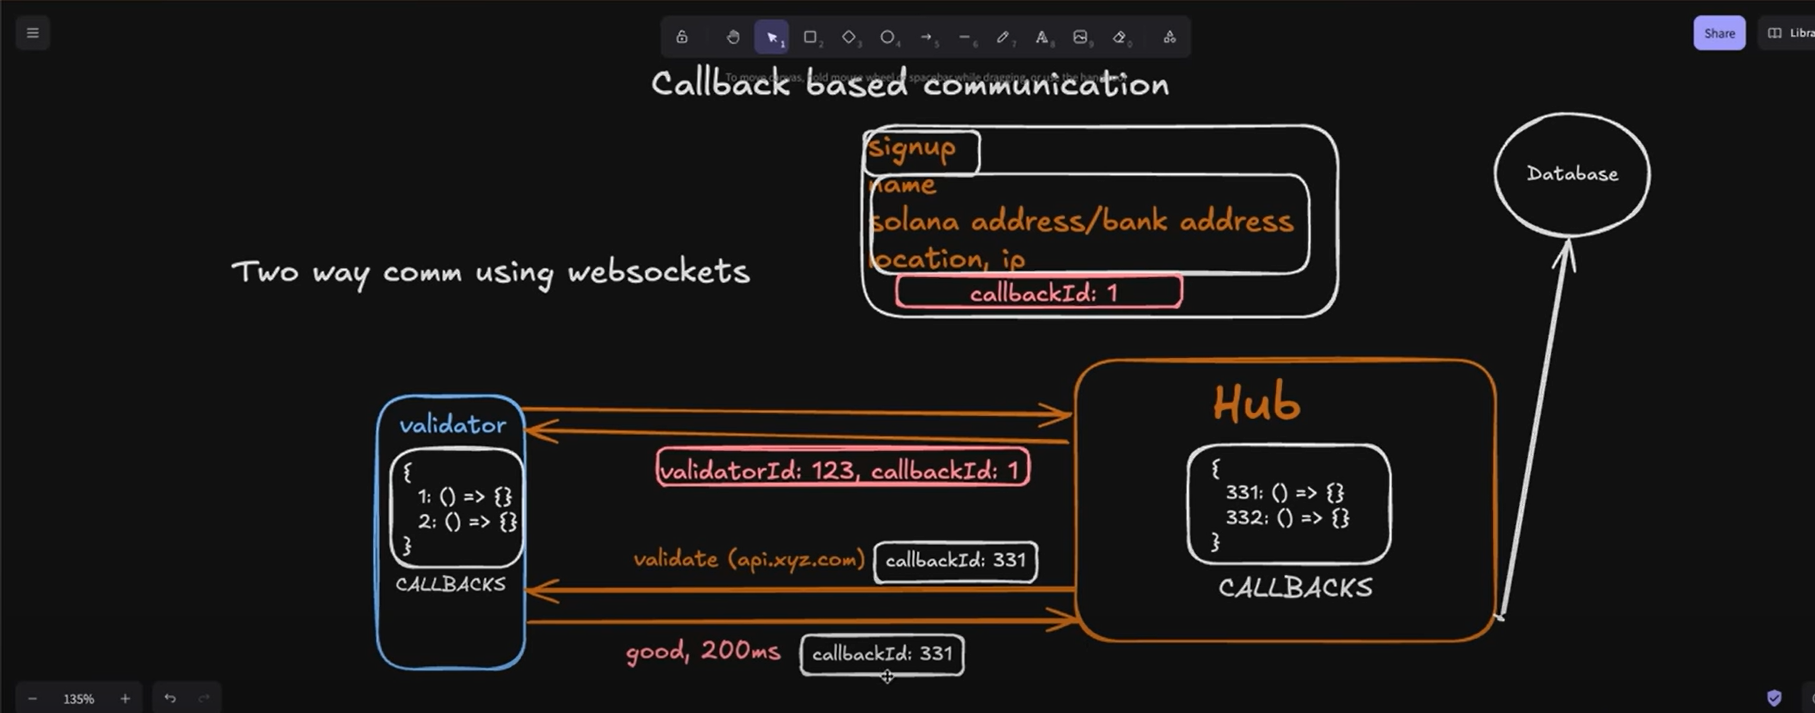 Share
Libra
To move canvas, hold mouse wheel or spacebar while dragging, or use the hand
Callback based communication
signup
name
solana address/bank address
location, ip
callbackId: 1
Database
Two way comm using websockets
validator
{
1: () => {}
2: () => {}
}
CALLBACKS
validatorId: 123, callbackId: 1
validate (api.xyz.com)
callbackId: 331
good, 200ms
callbackId: 331
Hub
{
331: () => {}
332: () => {}
}
CALLBACKS
135%